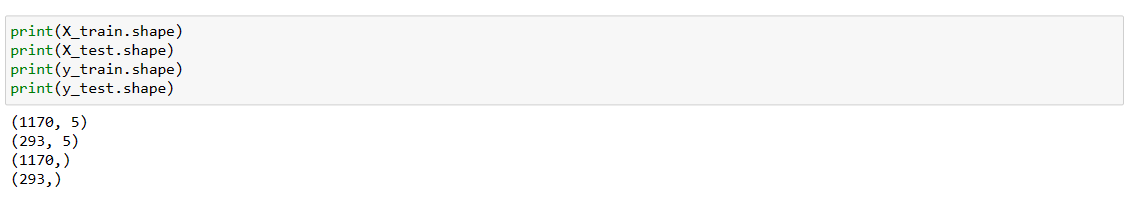 print(X_train.shape)
print(X_test.shape)
print(y_train.shape)
print(y_test.shape)
(1170, 5)
(293, 5)
(1170,)
(293,)